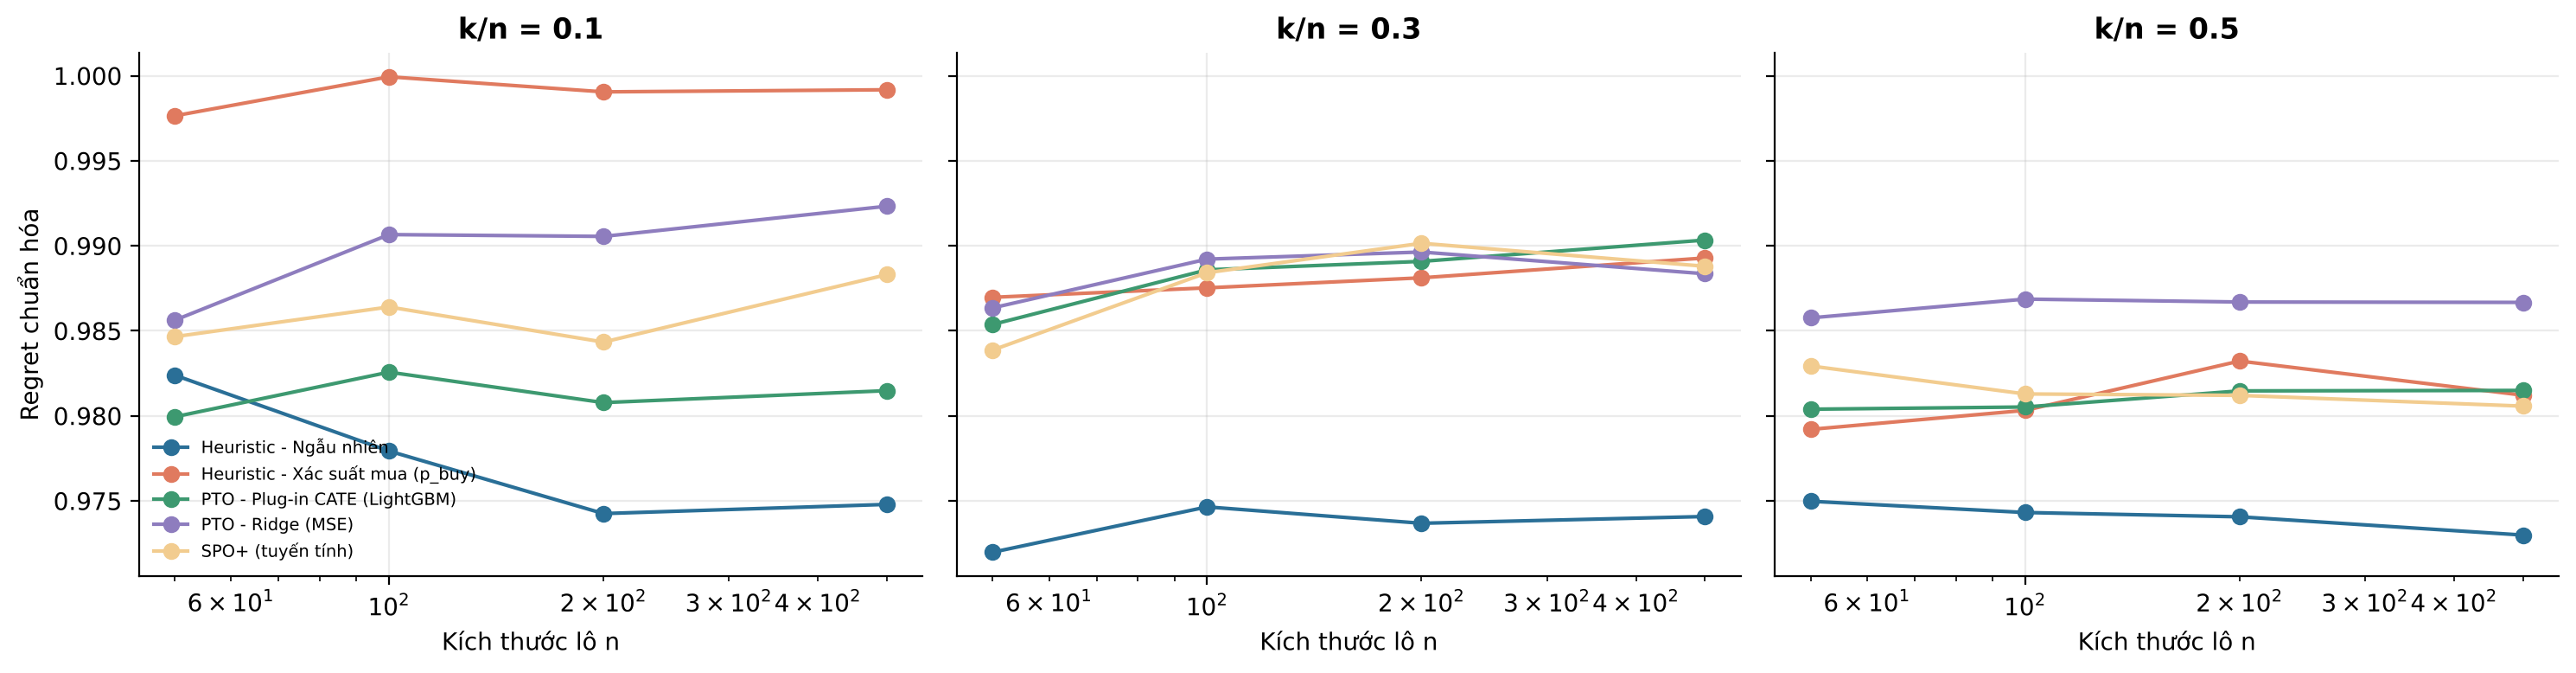 k/n = 0.1
k/n = 0.3
k/n = 0.5
Regret chuẩn hóa
1.000
0.995
0.990
0.985
0.980
0.975
Heuristic - Ngẫu nhiên
Heuristic - Xác suất mua (p_buy)
PTO - Plug-in CATE (LightGBM)
PTO - Ridge (MSE)
SPO+ (tuyến tính)
6 × 10¹ 10² 2 × 10² 3 × 10² 4 × 10²
6 × 10¹ 10² 2 × 10² 3 × 10² 4 × 10²
6 × 10¹ 10² 2 × 10² 3 × 10² 4 × 10²
Kích thước lô n
Kích thước lô n
Kích thước lô n